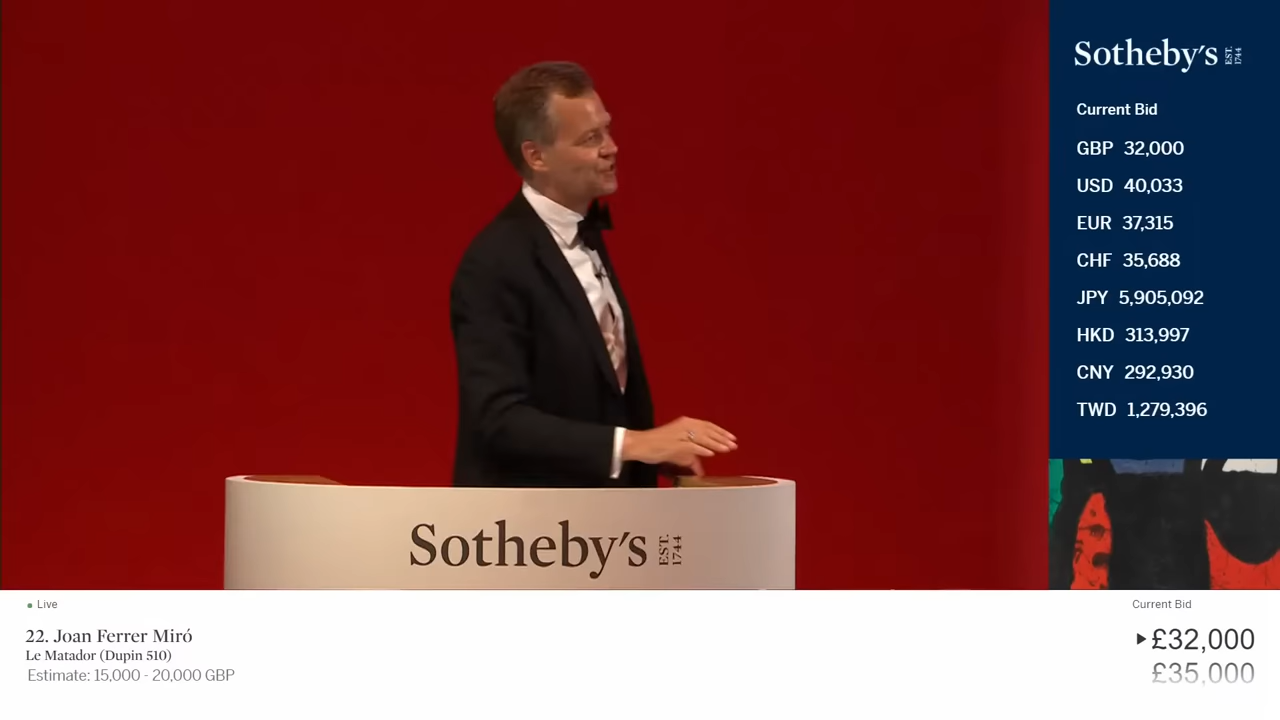 Sotheby's EST. 1744
Current Bid
GBP 32,000
USD 40,033
EUR 37,315
CHF 35,688
JPY 5,905,092
HKD 313,997
CNY 292,930
TWD 1,279,396
Sotheby's EST. 1744
Live
22. Joan Ferrer Miró
Le Matador (Dupin 510)
Estimate: 15,000 - 20,000 GBP
Current Bid
£32,000
£35,000